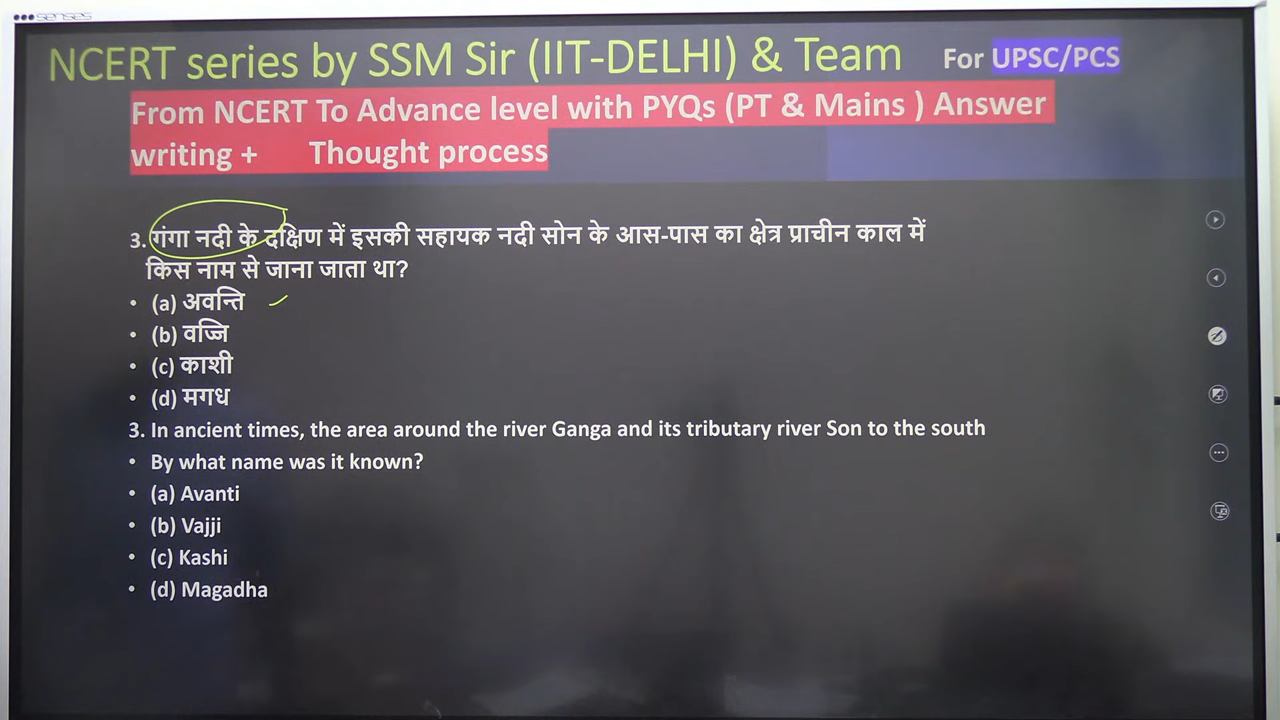 senses
NCERT series by SSM Sir (IIT-DELHI) & Team For UPSC/PCS
From NCERT To Advance level with PYQs (PT & Mains ) Answer
writing + Thought process
3. गंगा नदी के दक्षिण में इसकी सहायक नदी सोन के आस-पास का क्षेत्र प्राचीन काल में
किस नाम से जाना जाता था?
• (a) अवन्ति
• (b) वज्जि
• (c) काशी
• (d) मगध
3. In ancient times, the area around the river Ganga and its tributary river Son to the south
• By what name was it known?
• (a) Avanti
• (b) Vajji
• (c) Kashi
• (d) Magadha